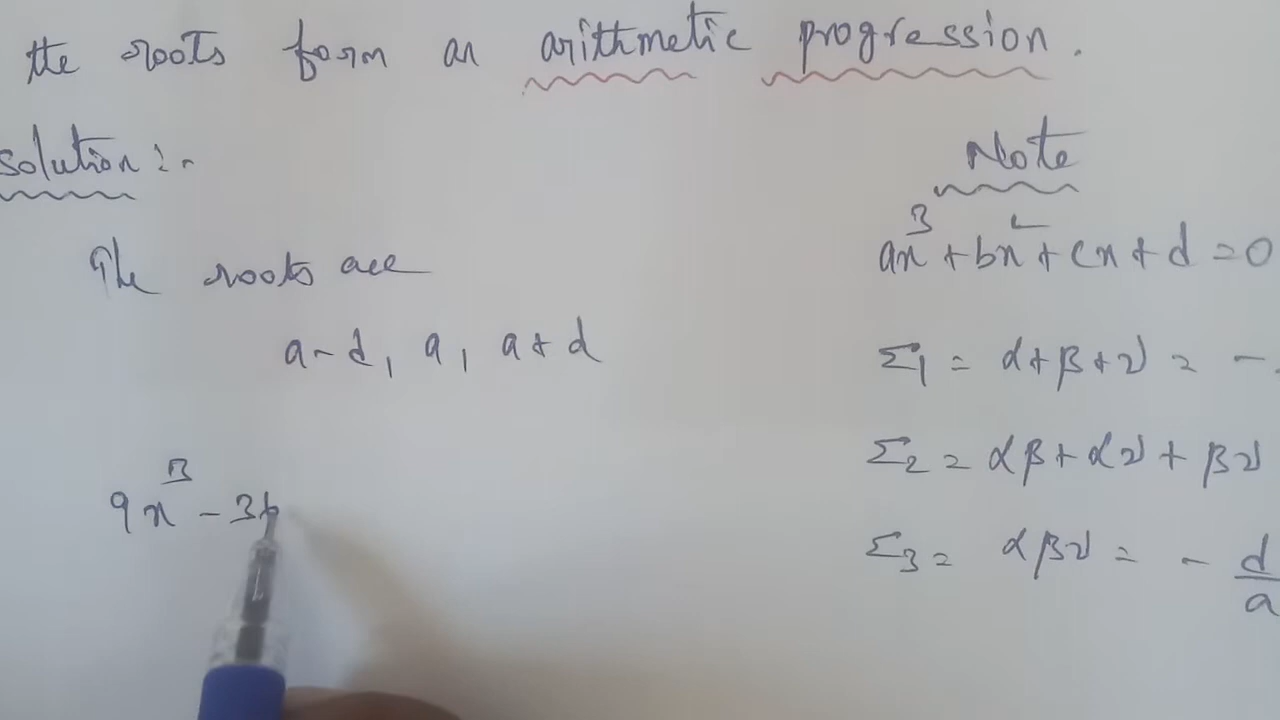 the roots form an arithmetic progression.
solution :-
The roots are
a - d, a, a + d
9x³ - 36
Note
ax³ + bx² + cx + d = 0
Σ1 = α + β + γ = -
Σ2 = αβ + αγ + βγ
Σ3 = αβγ = - d/a